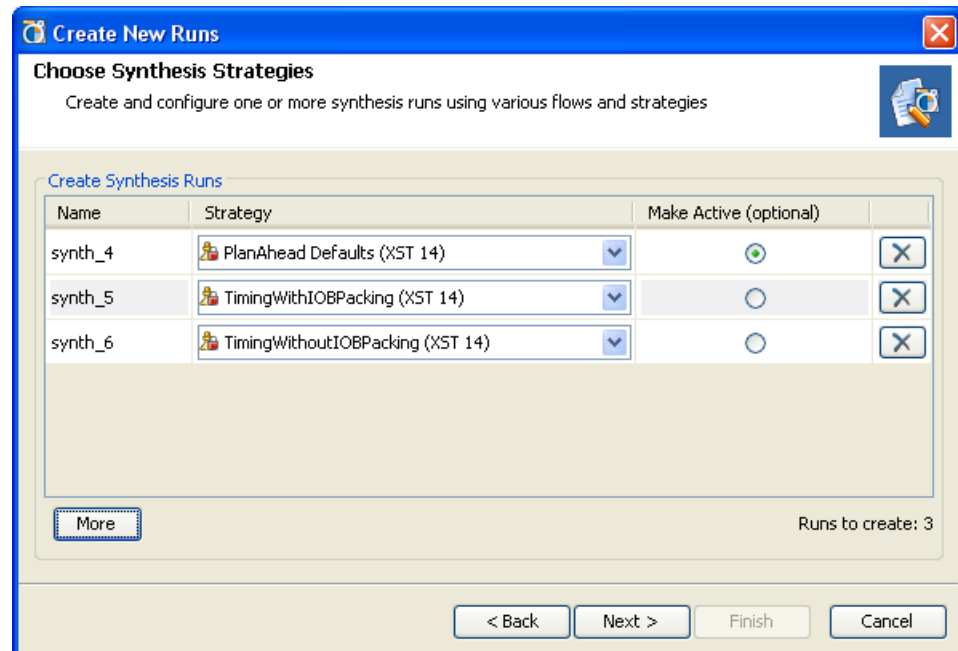 Create New Runs
Choose Synthesis Strategies
Create and configure one or more synthesis runs using various flows and strategies
Create Synthesis Runs
Name Strategy Make Active (optional)
synth_4 PlanAhead Defaults (XST 14)
synth_5 TimingWithIOBPacking (XST 14)
synth_6 TimingWithoutIOBPacking (XST 14)
More Runs to create: 3
< Back Next > Finish Cancel